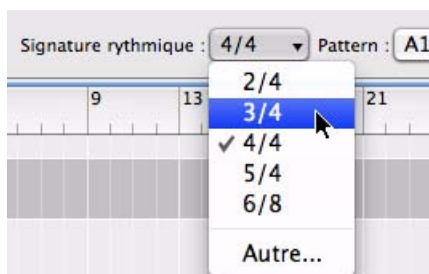 Signature rythmique : 4/4 Pattern : A1
9 13 21
2/4
3/4
✓ 4/4
5/4
6/8
Autre...